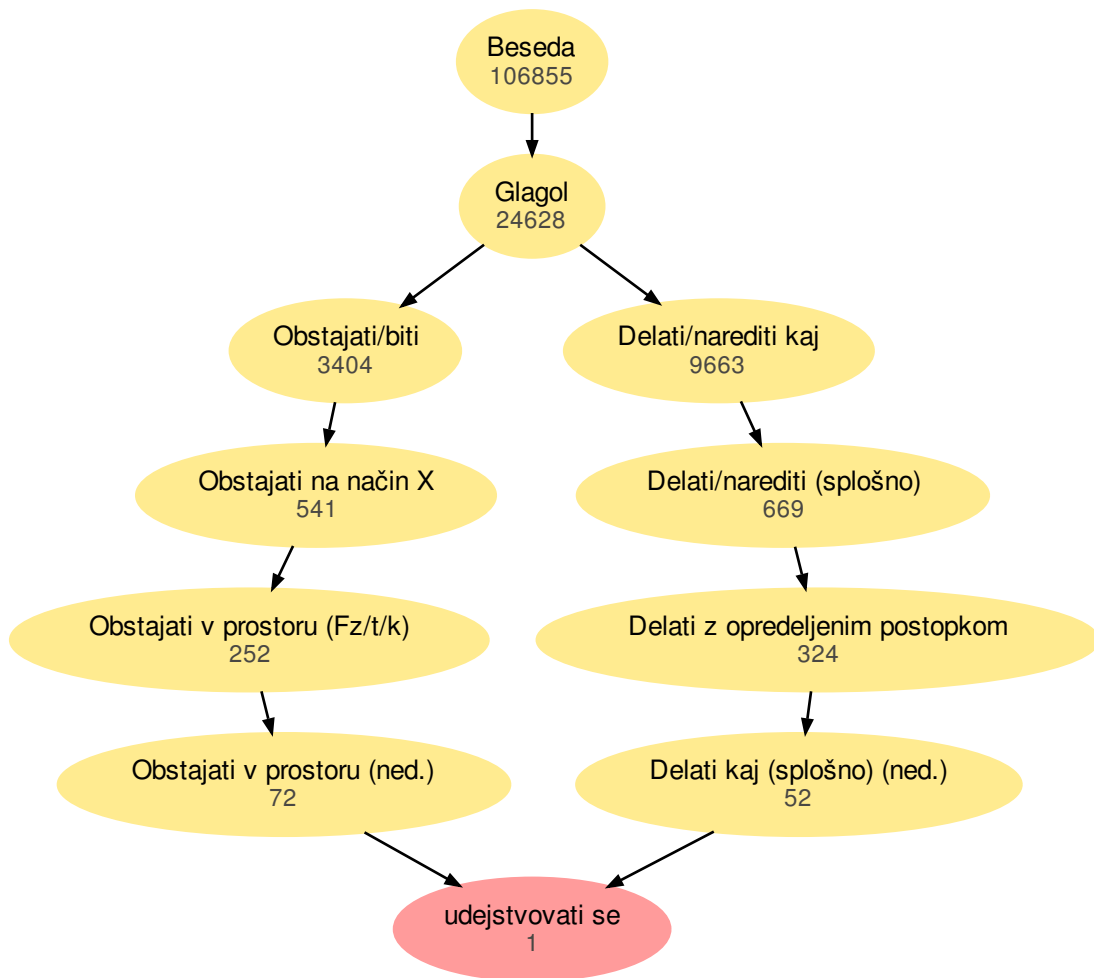 Beseda
106855
Glagol
24628
Obstajati/biti
3404
Delati/narediti kaj
9663
Obstajati na način X
541
Delati/narediti (splošno)
669
Obstajati v prostoru (Fz/t/k)
252
Delati z opredeljenim postopkom
324
Obstajati v prostoru (ned.)
72
Delati kaj (splošno) (ned.)
52
udejstvovati se
1